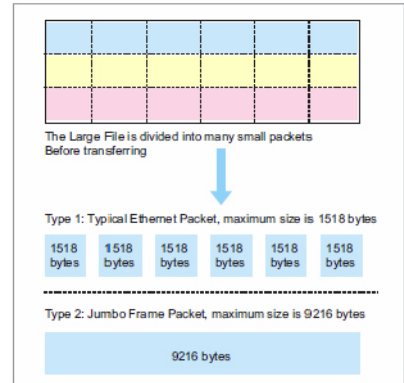 The Large File is divided into many small packets
Before transferring
Type 1: Typical Ethernet Packet, maximum size is 1518 bytes
1518 1518 1518 1518 1518 1518
bytes bytes bytes bytes bytes bytes
Type 2: Jumbo Frame Packet, maximum size is 9216 bytes
9216 bytes